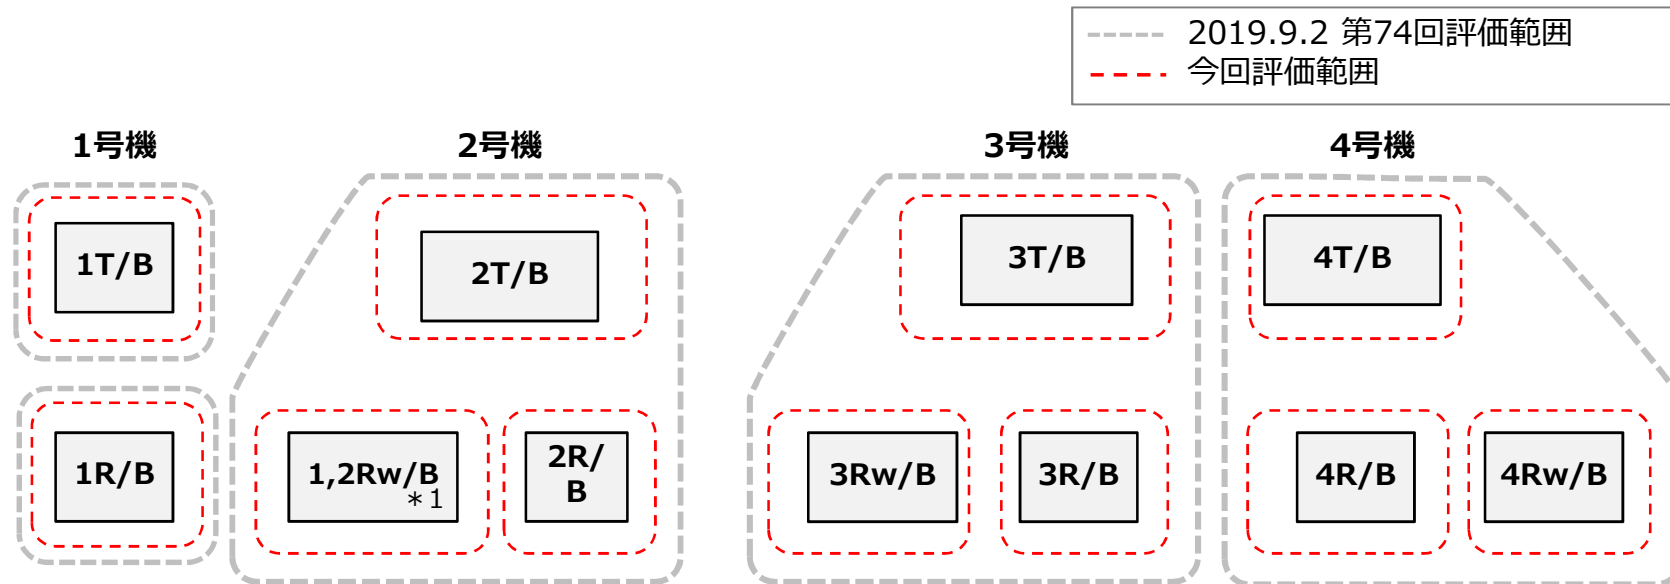 2019.9.2 第74回評価範囲
今回評価範囲
1号機
2号機
3号機
4号機
1T/B
2T/B
3T/B
4T/B
1R/B
1,2Rw/B
＊1
2R/
B
3Rw/B
3R/B
4R/B
4Rw/B